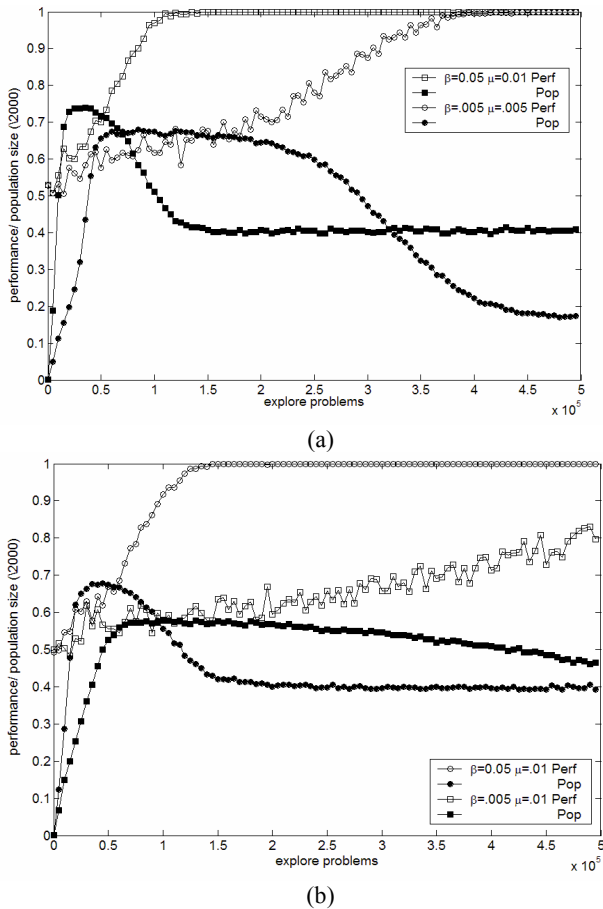 1
0.9
0.8
0.7
0.6
0.5
0.4
0.3
0.2
0.1
0
performance/ population size (\2000)
β=0.05 μ=0.01 Perf
Pop
β=.005 μ=.005 Perf
Pop
0 0.5 1 1.5 2 2.5 3 3.5 4 4.5 5
explore problems
x 10^5
(a)
1
0.9
0.8
0.7
0.6
0.5
0.4
0.3
0.2
0.1
0
performance/ population size (\2000)
β=0.05 μ=.01 Perf
Pop
β=.005 μ=.01 Perf
Pop
0 0.5 1 1.5 2 2.5 3 3.5 4 4.5 5
explore problems
x 10^5
(b)